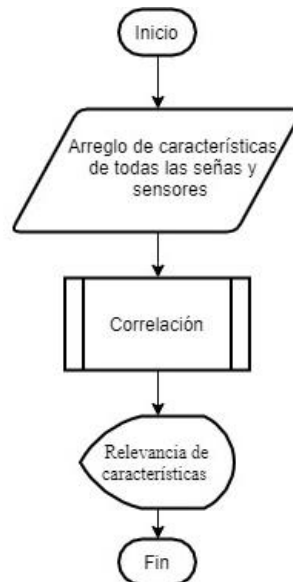 Inicio
Arreglo de características
de todas las señas y
sensores
Correlación
Relevancia de
características
Fin